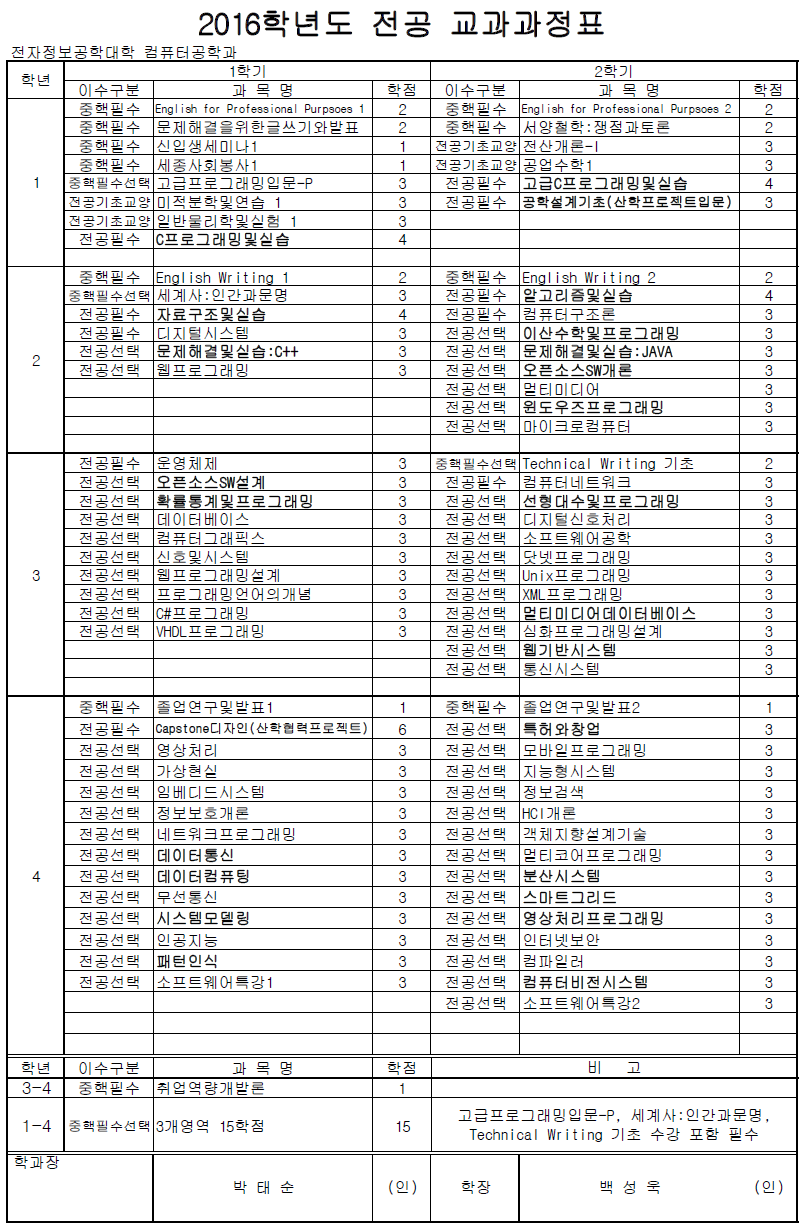 2016학년도 전공 교과과정표
전자정보공학대학 컴퓨터공학과
학년 1학기 2학기
이수구분 과 목 명 학점 이수구분 과 목 명 학점
1
중핵필수 English for Professional Purpsoes 1 2 중핵필수 English for Professional Purpsoes 2 2
중핵필수 문제해결을위한글쓰기와발표 2 중핵필수 서양철학:쟁점과토론 2
중핵필수 신입생세미나1 1 전공기초교양 전산개론-I 3
중핵필수 세종사회봉사1 1 전공기초교양 공업수학1 3
중핵필수선택 고급프로그래밍입문-P 3 전공필수 고급C프로그래밍및실습 4
전공기초교양 미적분학및연습 1 3 전공필수 공학설계기초(산학프로젝트입문) 3
전공기초교양 일반물리학및실험 1 3
전공필수 C프로그래밍및실습 4
2
중핵필수 English Writing 1 2 중핵필수 English Writing 2 2
중핵필수선택 세계사:인간과문명 3 전공필수 알고리즘및실습 4
전공필수 자료구조및실습 4 전공필수 컴퓨터구조론 3
전공필수 디지털시스템 3 전공선택 이산수학및프로그래밍 3
전공선택 문제해결및실습:C++ 3 전공선택 문제해결및실습:JAVA 3
전공선택 웹프로그래밍 3 전공선택 오픈소스SW개론 3
전공선택 멀티미디어 3
전공선택 윈도우즈프로그래밍 3
전공선택 마이크로컴퓨터 3
3
전공필수 운영체제 3 중핵필수선택 Technical Writing 기초 2
전공선택 오픈소스SW설계 3 전공필수 컴퓨터네트워크 3
전공선택 확률통계및프로그래밍 3 전공선택 선형대수및프로그래밍 3
전공선택 데이터베이스 3 전공선택 디지털신호처리 3
전공선택 컴퓨터그래픽스 3 전공선택 소프트웨어공학 3
전공선택 신호및시스템 3 전공선택 닷넷프로그래밍 3
전공선택 웹프로그래밍설계 3 전공선택 Unix프로그래밍 3
전공선택 프로그래밍언어의개념 3 전공선택 XML프로그래밍 3
전공선택 C#프로그래밍 3 전공선택 멀티미디어데이터베이스 3
전공선택 VHDL프로그래밍 3 전공선택 심화프로그래밍설계 3
전공선택 웹기반시스템 3
전공선택 통신시스템 3
4
중핵필수 졸업연구및발표1 1 중핵필수 졸업연구및발표2 1
전공필수 Capstone디자인(산학협력프로젝트) 6 전공선택 특허와창업 3
전공선택 영상처리 3 전공선택 모바일프로그래밍 3
전공선택 가상현실 3 전공선택 지능형시스템 3
전공선택 임베디드시스템 3 전공선택 정보검색 3
전공선택 정보보호개론 3 전공선택 HCI개론 3
전공선택 네트워크프로그래밍 3 전공선택 객체지향설계기술 3
전공선택 데이터통신 3 전공선택 멀티코어프로그래밍 3
전공선택 데이터컴퓨팅 3 전공선택 분산시스템 3
전공선택 무선통신 3 전공선택 스마트그리드 3
전공선택 시스템모델링 3 전공선택 영상처리프로그래밍 3
전공선택 인공지능 3 전공선택 인터넷보안 3
전공선택 패턴인식 3 전공선택 컴파일러 3
전공선택 소프트웨어특강1 3 전공선택 컴퓨터비전시스템 3
전공선택 소프트웨어특강2 3
학년 이수구분 과 목 명 학점 비 고
3-4 중핵필수 취업역량개발론 1
1-4 중핵필수선택 3개영역 15학점 15 고급프로그래밍입문-P, 세계사:인간과문명,
Technical Writing 기초 수강 포함 필수
학과장 박 태 순 (인) 학장 백 성 욱 (인)